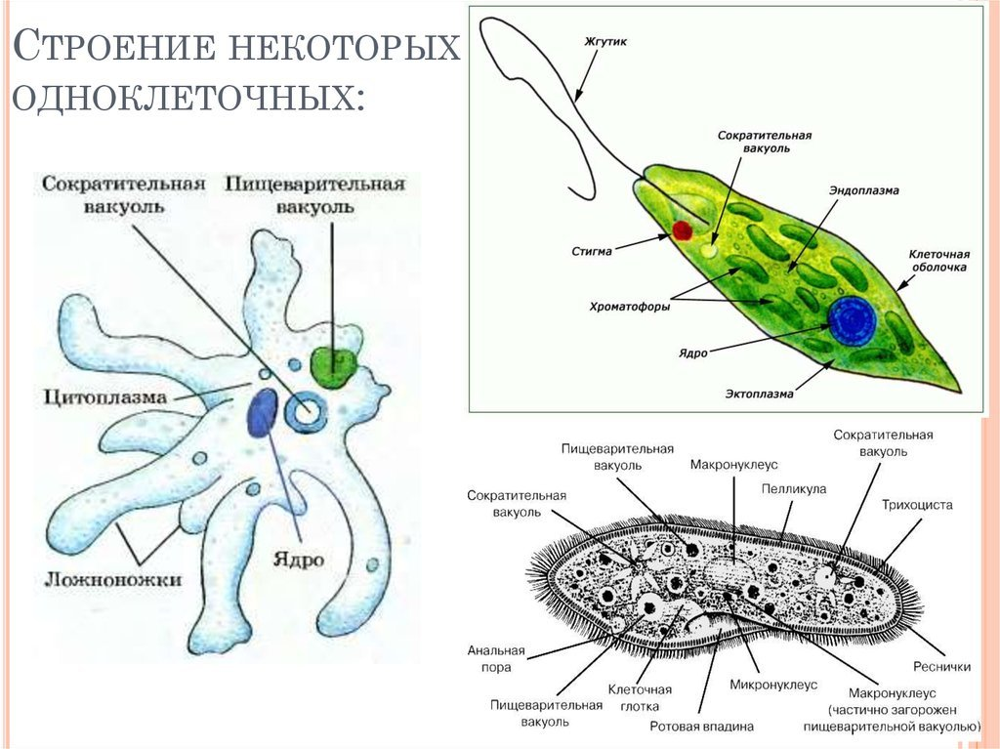 Строение некоторых
одноклеточных:
Сократительная
вакуоль
Пищеварительная
вакуоль
Цитоплазма
Ядро
Ложноножки
Жгутик
Сократительная
вакуоль
Эндоплазма
Стигма
Клеточная
оболочка
Хроматофоры
Ядро
Эктоплазма
Сократительная
вакуоль
Пищеварительная
вакуоль
Макронуклеус
Пелликула
Сократительная
вакуоль
Трихоциста
Анальная
пора
Реснички
Клеточная
глотка
Микронуклеус
Макронуклеус
(частично загорожен
пищеварительной вакуолью)
Пищеварительная
вакуоль
Ротовая впадина